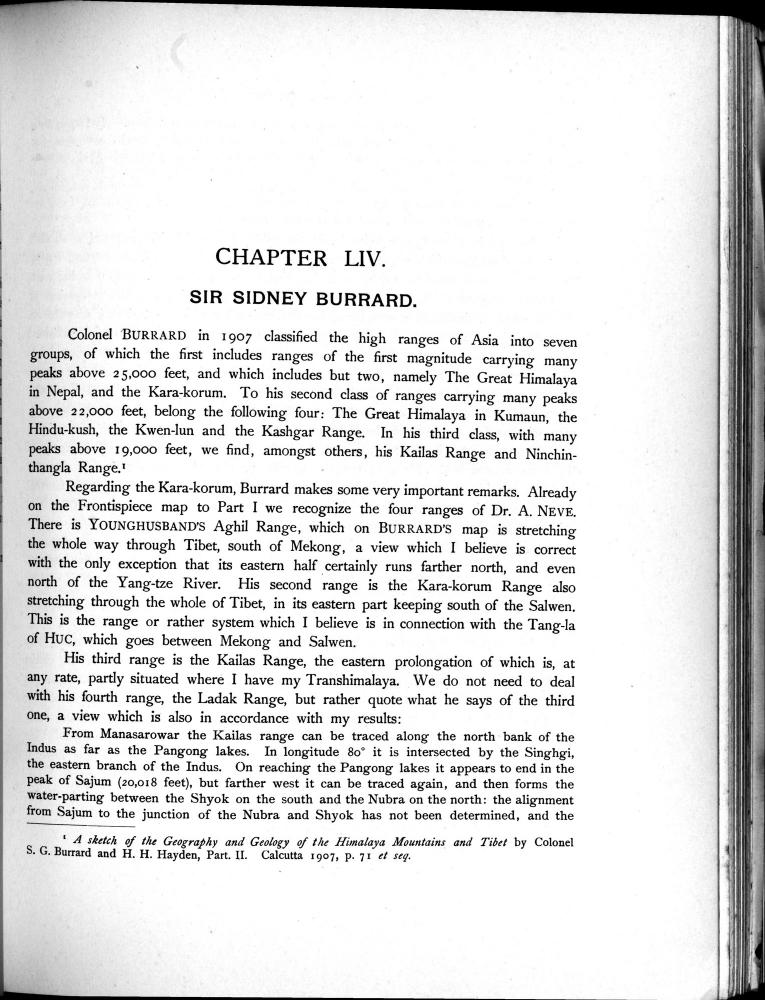 CHAPTER LIV.
SIR SIDNEY BURRARD.
Colonel BURRARD in 1907 classified the high ranges of Asia into seven
groups, of which the first includes ranges of the first magnitude carrying many
peaks above 25,000 feet, and which includes but two, namely The Great Himalaya
in Nepal, and the Kara-korum. To his second class of ranges carrying many peaks
above 22,000 feet, belong the following four: The Great Himalaya in Kumaun, the
Hindu-kush, the Kwen-lun and the Kashgar Range. In his third class, with many
peaks above 19,000 feet, we find, amongst others, his Kailas Range and Ninchin-
thangla Range.¹
Regarding the Kara-korum, Burrard makes some very important remarks. Already
on the Frontispiece map to Part I we recognize the four ranges of Dr. A. NEVE.
There is YOUNGHUSBAND'S Aghil Range, which on BURRARD'S map is stretching
the whole way through Tibet, south of Mekong, a view which I believe is correct
with the only exception that its eastern half certainly runs farther north, and even
north of the Yang-tze River. His second range is the Kara-korum Range also
stretching through the whole of Tibet, in its eastern part keeping south of the Salwen.
This is the range or rather system which I believe is in connection with the Tang-la
of HUC, which goes between Mekong and Salwen.
His third range is the Kailas Range, the eastern prolongation of which is, at
any rate, partly situated where I have my Transhimalaya. We do not need to deal
with his fourth range, the Ladak Range, but rather quote what he says of the third
one, a view which is also in accordance with my results:
From Manasarowar the Kailas range can be traced along the north bank of the
Indus as far as the Pangong lakes. In longitude 80° it is intersected by the Singhgi,
the eastern branch of the Indus. On reaching the Pangong lakes it appears to end in the
peak of Sajum (20,018 feet), but farther west it can be traced again, and then forms the
water-parting between the Shyok on the south and the Nubra on the north: the alignment
from Sajum to the junction of the Nubra and Shyok has not been determined, and the
¹ A sketch of the Geography and Geology of the Himalaya Mountains and Tibet by Colonel
S. G. Burrard and H. H. Hayden, Part. II. Calcutta 1907, p. 71 et seq.